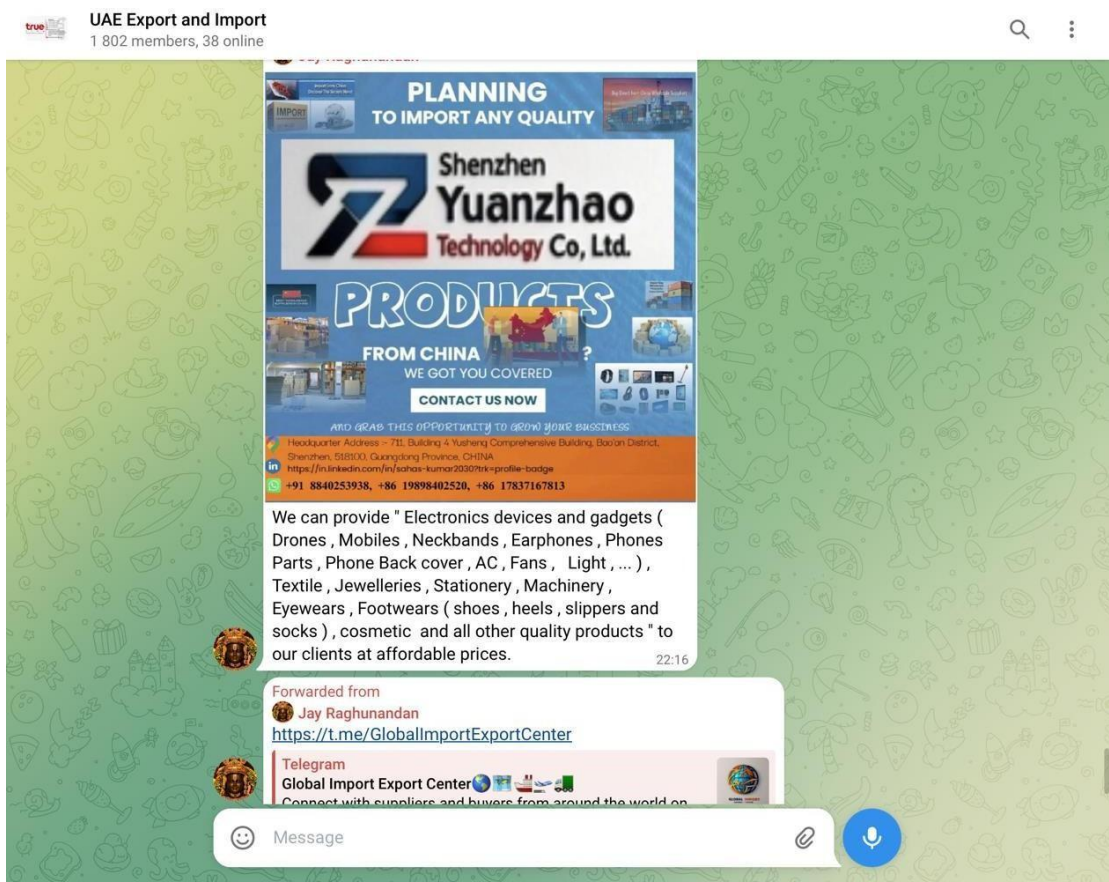 true
UAE Export and Import
1 802 members, 38 online
Jay Raghunandan
PLANNING
TO IMPORT ANY QUALITY
IMPORT
Shenzhen
Yuanzhao
Technology Co, Ltd.
PRODUCTS
FROM CHINA ?
WE GOT YOU COVERED
CONTACT US NOW
AND GRAB THIS OPPORTUNITY TO GROW YOUR BUSSINESS
Headquarter Address :- 711, Building 4 Yusheng Comprehensive Building, Bao'an District,
Shenzhen, 518100, Guangdong Province, CHINA
in https://in.linkedin.com/in/sahas-kumar2030?trk=profile-badge
+91 8840253938, +86 19898402520, +86 17837167813
We can provide " Electronics devices and gadgets (
Drones , Mobiles , Neckbands , Earphones , Phones
Parts , Phone Back cover , AC , Fans , Light , ... ) ,
Textile , Jewelleries , Stationery , Machinery ,
Eyewears , Footwears ( shoes , heels , slippers and
socks ) , cosmetic and all other quality products " to
our clients at affordable prices.
22:16
Forwarded from
Jay Raghunandan
https://t.me/GlobalImportExportCenter
Telegram
Global Import Export Center
Connect with suppliers and buyers from around the world on
Message